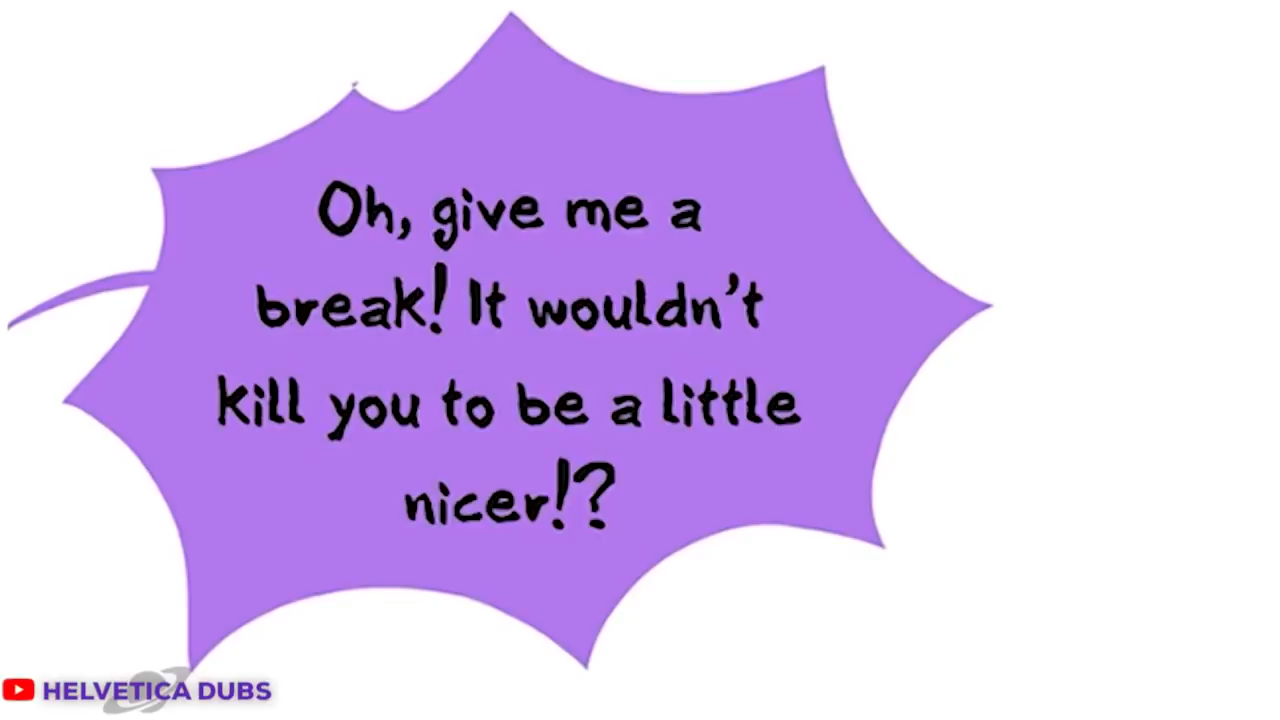 Oh, give me a
break! It wouldn't
kill you to be a little
nicer!?
HELVETICA DUBS